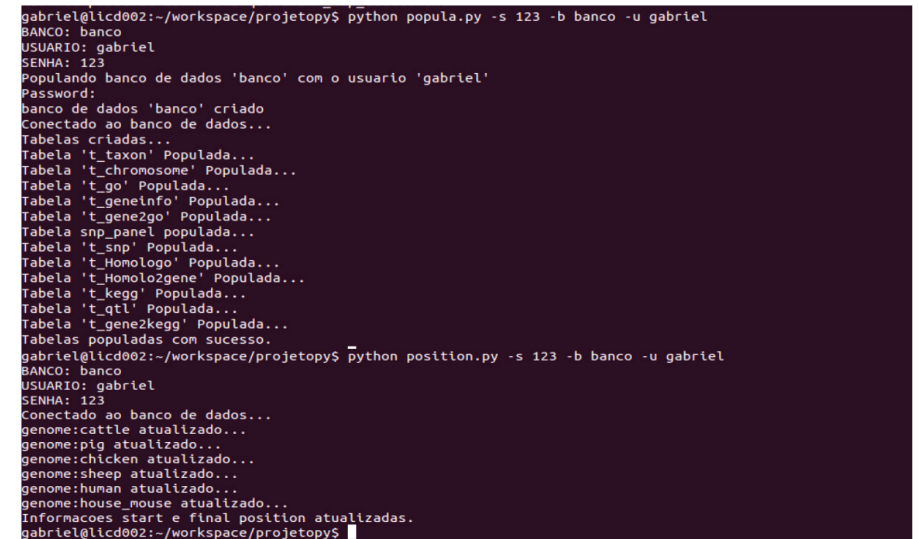 gabriel@licd002:~/workspace/projetopy$ python popula.py -s 123 -b banco -u gabriel
BANCO: banco
USUARIO: gabriel
SENHA: 123
Populando banco de dados 'banco' com o usuario 'gabriel'
Password:
banco de dados 'banco' criado
Conectado ao banco de dados...
Tabelas criadas...
Tabela 't_taxon' Populada...
Tabela 't_chromosome' Populada...
Tabela 't_go' Populada...
Tabela 't_geneinfo' Populada...
Tabela 't_gene2go' Populada...
Tabela snp_panel populada...
Tabela 't_snp' Populada...
Tabela 't_Homologo' Populada...
Tabela 't_Homolo2gene' Populada...
Tabela 't_kegg' Populada...
Tabela 't_qtl' Populada...
Tabela 't_gene2kegg' Populada...
Tabelas populadas com sucesso.
gabriel@licd002:~/workspace/projetopy$ python position.py -s 123 -b banco -u gabriel
BANCO: banco
USUARIO: gabriel
SENHA: 123
Conectado ao banco de dados...
genome:cattle atualizado...
genome:pig atualizado...
genome:chicken atualizado...
genome:sheep atualizado...
genome:human atualizado...
genome:house_mouse atualizado...
Informacoes start e final position atualizadas.
gabriel@licd002:~/workspace/projetopy$